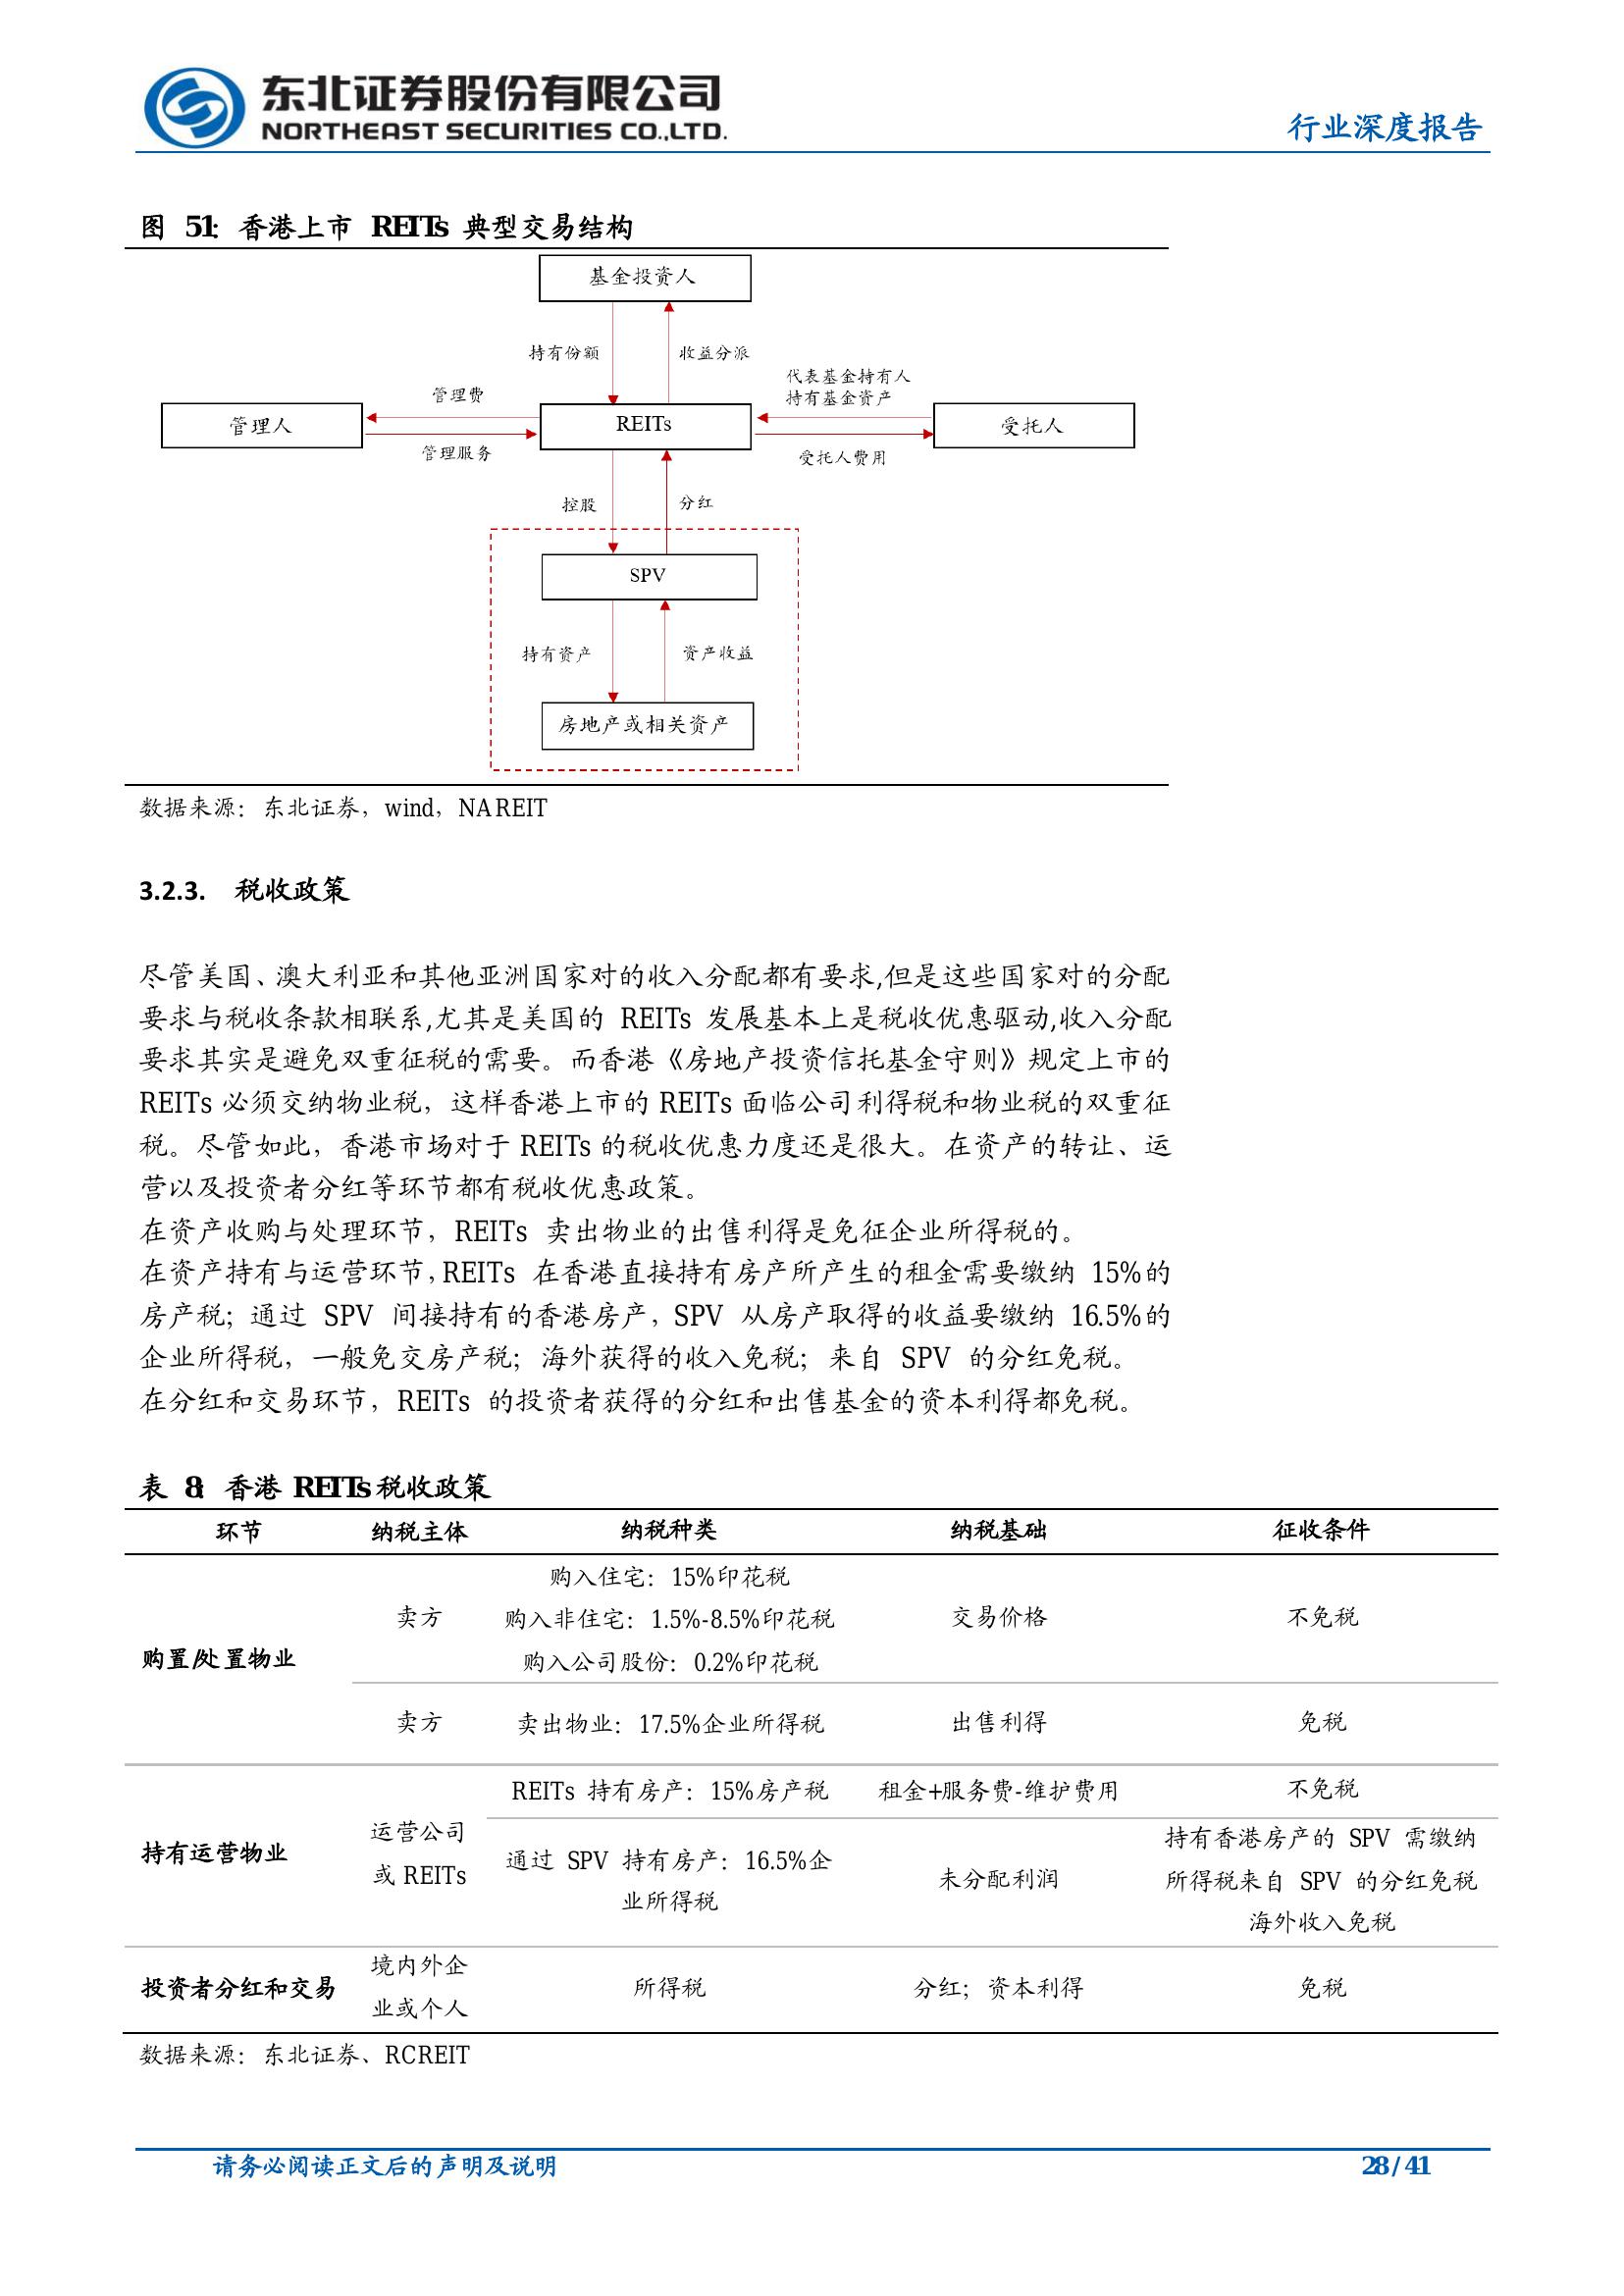 东北证券股份有限公司
NORTHEAST SECURITIES CO.,LTD.
行业深度报告
图 51：香港上市 REITs 典型交易结构
基金投资人
持有份额
收益分派
代表基金持有人
持有基金资产
管理费
管理人
REITs
受托人
管理服务
受托人费用
控股
分红
SPV
持有资产
资产收益
房地产或相关资产
数据来源：东北证券，wind，NAREIT
3.2.3. 税收政策
尽管美国、澳大利亚和其他亚洲国家对的收入分配都有要求,但是这些国家对的分配
要求与税收条款相联系,尤其是美国的 REITs 发展基本上是税收优惠驱动,收入分配
要求其实是避免双重征税的需要。而香港《房地产投资信托基金守则》规定上市的
REITs 必须交纳物业税，这样香港上市的 REITs 面临公司利得税和物业税的双重征
税。尽管如此，香港市场对于 REITs 的税收优惠力度还是很大。在资产的转让、运
营以及投资者分红等环节都有税收优惠政策。
在资产收购与处理环节，REITs 卖出物业的出售利得是免征企业所得税的。
在资产持有与运营环节，REITs 在香港直接持有房产所产生的租金需要缴纳 15%的
房产税；通过 SPV 间接持有的香港房产，SPV 从房产取得的收益要缴纳 16.5%的
企业所得税，一般免交房产税；海外获得的收入免税；来自 SPV 的分红免税。
在分红和交易环节，REITs 的投资者获得的分红和出售基金的资本利得都免税。
表 8：香港 REITs 税收政策
环节 纳税主体 纳税种类 纳税基础 征收条件
购入住宅：15%印花税
卖方 购入非住宅：1.5%-8.5%印花税 交易价格 不免税
购置/处置物业
购入公司股份：0.2%印花税
卖方 卖出物业：17.5%企业所得税 出售利得 免税
REITs 持有房产：15%房产税 租金+服务费-维护费用 不免税
持有运营物业
运营公司
或 REITs
通过 SPV 持有房产：16.5%企
业所得税
未分配利润
持有香港房产的 SPV 需缴纳
所得税来自 SPV 的分红免税
海外收入免税
投资者分红和交易
境内外企
业或个人
所得税
分红；资本利得
免税
数据来源：东北证券、RCREIT
请务必阅读正文后的声明及说明
28 / 41